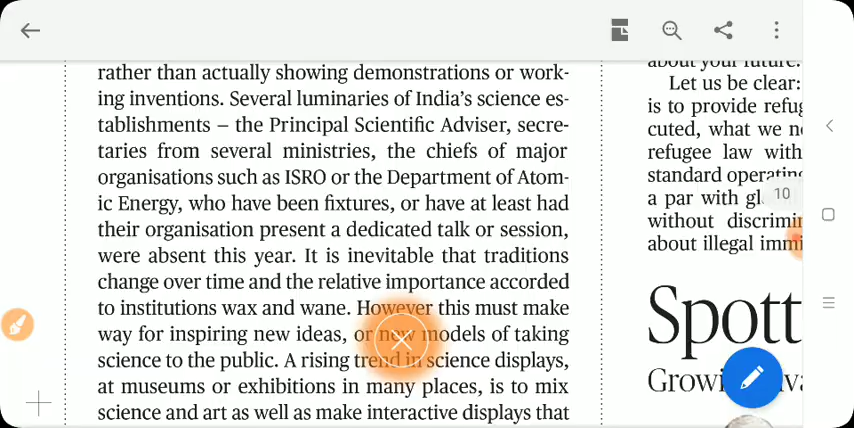 rather than actually showing demonstrations or work-
ing inventions. Several luminaries of India's science es-
tablishments – the Principal Scientific Adviser, secre-
taries from several ministries, the chiefs of major
organisations such as ISRO or the Department of Atom-
ic Energy, who have been fixtures, or have at least had
their organisation present a dedicated talk or session,
were absent this year. It is inevitable that traditions
change over time and the relative importance accorded
to institutions wax and wane. However this must make
way for inspiring new ideas, or new models of taking
science to the public. A rising trend in science displays,
at museums or exhibitions in many places, is to mix
science and art as well as make interactive displays that
about your future.
Let us be clear:
is to provide refug
cuted, what we n
refugee law with
standard operating
a par with gl
without discrimin
about illegal immi
10
Spott
Growi